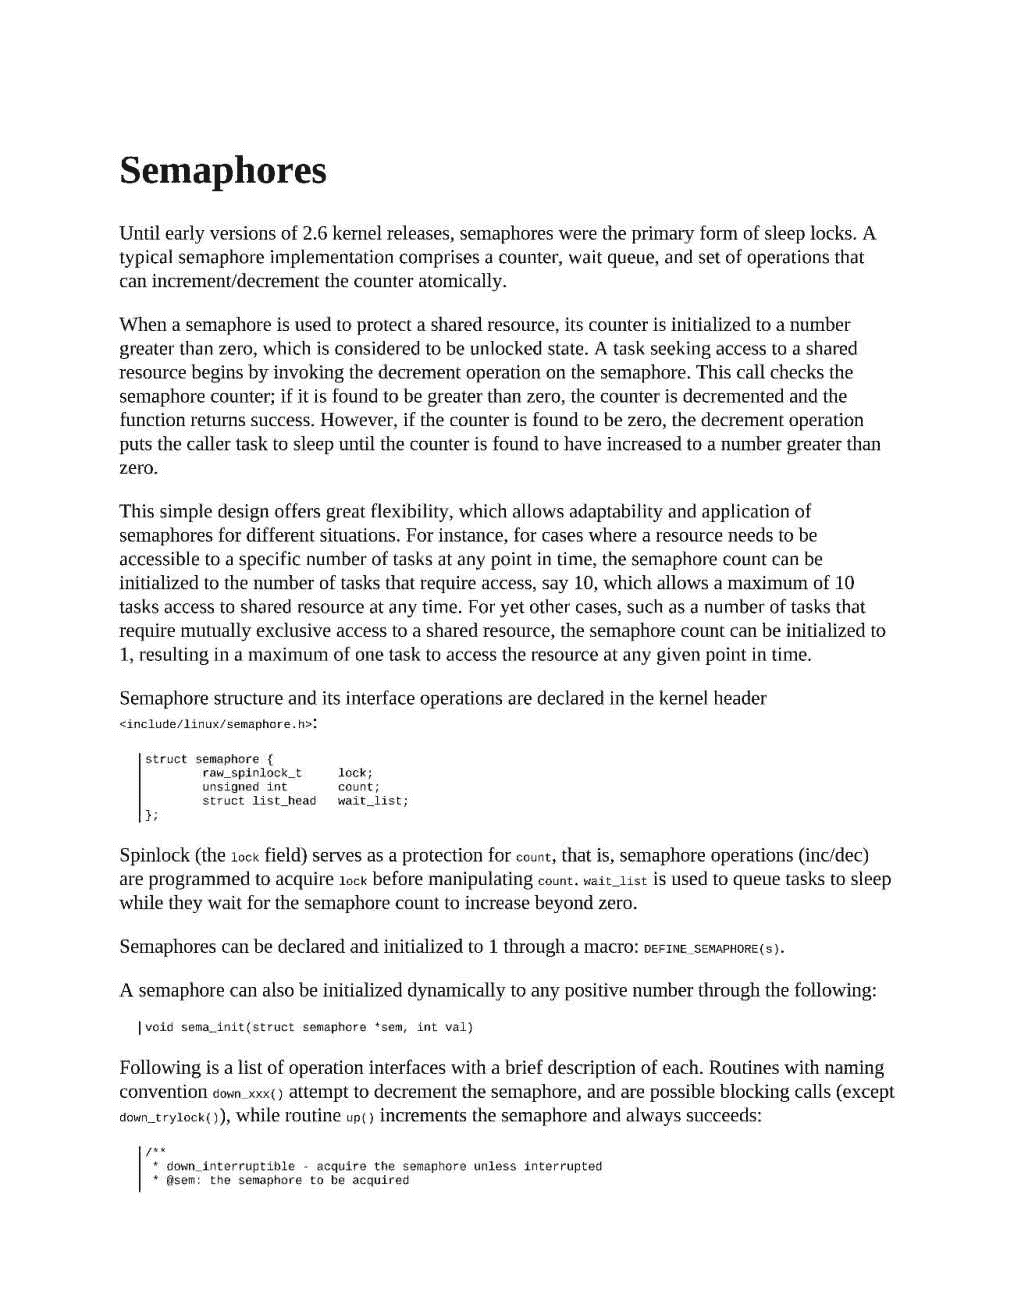 Semaphores
Until early versions of 2.6 kernel releases, semaphores were the primary form of sleep locks. A
typical semaphore implementation comprises a counter, wait queue, and set of operations that
can increment/decrement the counter atomically.
When a semaphore is used to protect a shared resource, its counter is initialized to a number
greater than zero, which is considered to be unlocked state. A task seeking access to a shared
resource begins by invoking the decrement operation on the semaphore. This call checks the
semaphore counter; if it is found to be greater than zero, the counter is decremented and the
function returns success. However, if the counter is found to be zero, the decrement operation
puts the caller task to sleep until the counter is found to have increased to a number greater than
zero.
This simple design offers great flexibility, which allows adaptability and application of
semaphores for different situations. For instance, for cases where a resource needs to be
accessible to a specific number of tasks at any point in time, the semaphore count can be
initialized to the number of tasks that require access, say 10, which allows a maximum of 10
tasks access to shared resource at any time. For yet other cases, such as a number of tasks that
require mutually exclusive access to a shared resource, the semaphore count can be initialized to
1, resulting in a maximum of one task to access the resource at any given point in time.
Semaphore structure and its interface operations are declared in the kernel header
<include/linux/semaphore.h>:
struct semaphore {
        raw_spinlock_t     lock;
        unsigned int       count;
        struct list_head   wait_list;
};
Spinlock (the lock field) serves as a protection for count, that is, semaphore operations (inc/dec)
are programmed to acquire lock before manipulating count. wait_list is used to queue tasks to sleep
while they wait for the semaphore count to increase beyond zero.
Semaphores can be declared and initialized to 1 through a macro: DEFINE_SEMAPHORE(s).
A semaphore can also be initialized dynamically to any positive number through the following:
void sema_init(struct semaphore *sem, int val)
Following is a list of operation interfaces with a brief description of each. Routines with naming
convention down_xxx() attempt to decrement the semaphore, and are possible blocking calls (except
down_trylock()), while routine up() increments the semaphore and always succeeds:
/**
 * down_interruptible - acquire the semaphore unless interrupted
 * @sem: the semaphore to be acquired